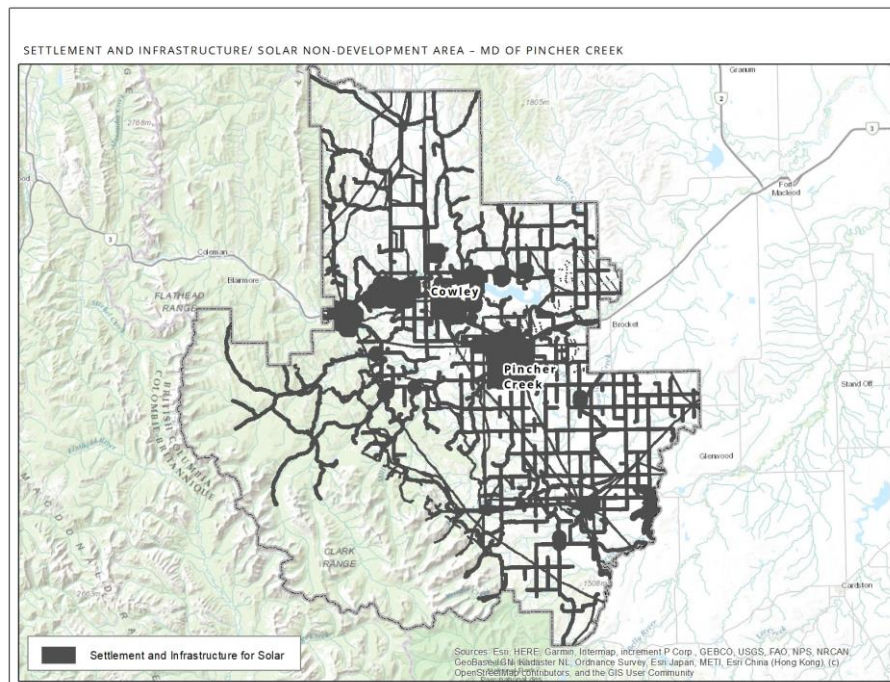 SETTLEMENT AND INFRASTRUCTURE/ SOLAR NON-DEVELOPMENT AREA – MD OF PINCHER CREEK
Granum
2
3
Fort
Macleod
1805m
2768m
3
Coleman
Blairmore
FLATHEAD
RANGE
Cowley
Brocket
Pincher
Creek
Stand Off
BRITISH COLUMBIA
COLOMBIE-BRITANNIQUE
Glenwood
CLARK
RANGE
1508m
Cardston
Settlement and Infrastructure for Solar
Sources: Esri, HERE, Garmin, Intermap, increment P Corp., GEBCO, USGS, FAO, NPS, NRCAN,
GeoBase, IGN, Kadaster NL, Ordnance Survey, Esri Japan, METI, Esri China (Hong Kong), (c)
OpenStreetMap contributors, and the GIS User Community